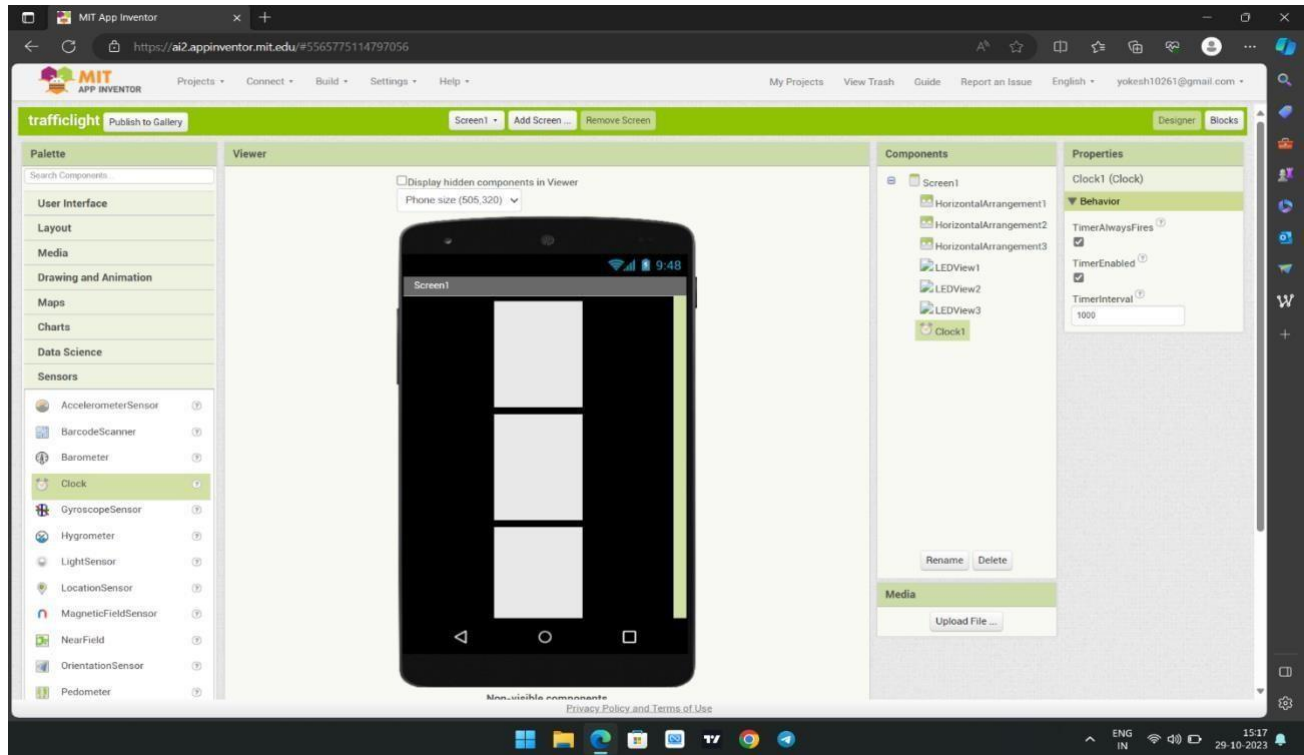 MIT App Inventor
https://ai2.appinventor.mit.edu/#5565775114797056
MIT
APP INVENTOR
Projects Connect Build Settings Help My Projects View Trash Guide Report an Issue English yokesh10261@gmail.com
trafficlight Publish to Gallery Screen1 Add Screen ... Remove Screen Designer Blocks
Palette Viewer Components Properties
Search Components...
User Interface
Layout
Media
Drawing and Animation
Maps
Charts
Data Science
Sensors
AccelerometerSensor
BarcodeScanner
Barometer
Clock
GyroscopeSensor
Hygrometer
LightSensor
LocationSensor
MagneticFieldSensor
NearField
OrientationSensor
Pedometer
Display hidden components in Viewer
Phone size (505,320)
9:48
Screen1
Non-visible components
Screen1
HorizontalArrangement1
HorizontalArrangement2
HorizontalArrangement3
LEDView1
LEDView2
LEDView3
Clock1
Rename Delete
Media
Upload File ...
Clock1 (Clock)
Behavior
TimerAlwaysFires
TimerEnabled
TimerInterval
1000
Privacy Policy and Terms of Use
ENG
IN
15:17
29-10-2023